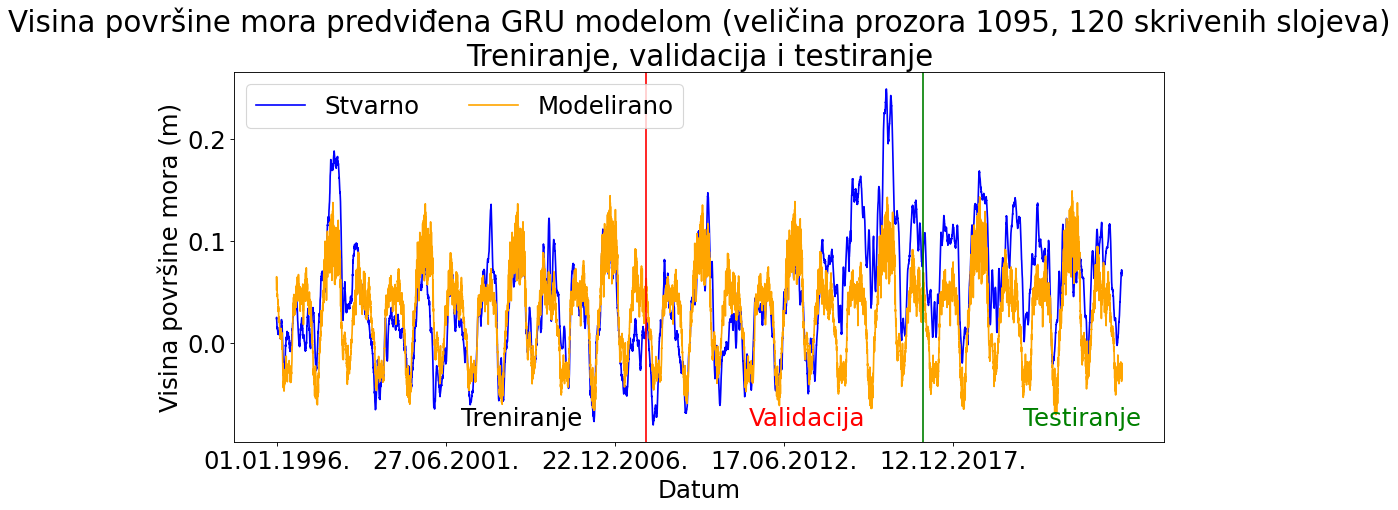 Visina površine mora predviđena GRU modelom (veličina prozora 1095, 120 skrivenih slojeva)
Treniranje, validacija i testiranje
Stvarno
Modelirano
Visina površine mora (m)
0.2
0.1
0.0
Treniranje
Validacija
Testiranje
01.01.1996.
27.06.2001.
22.12.2006.
17.06.2012.
12.12.2017.
Datum